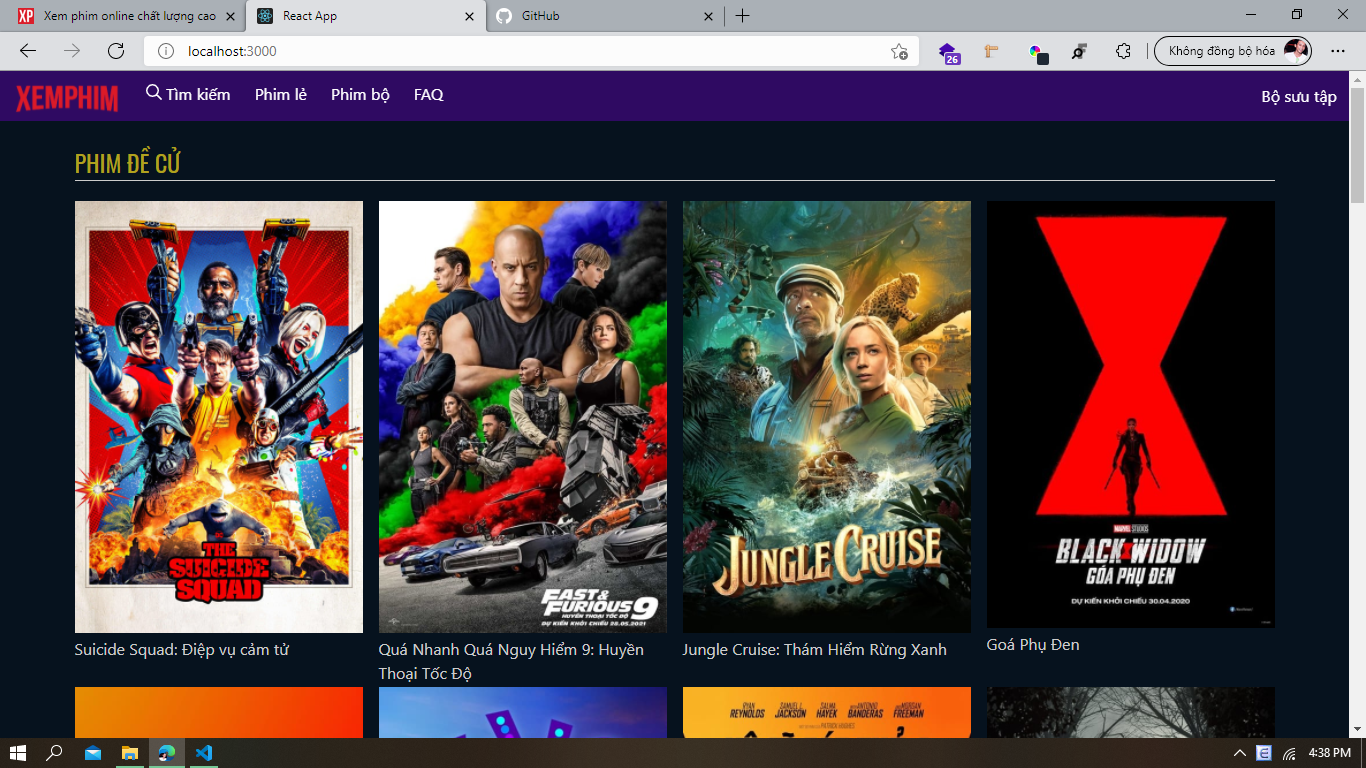 Xem phim online chất lượng cao
React App
GitHub
localhost:3000
26
Không đồng bộ hóa
XEMPHIM
Tìm kiếm
Phim lẻ
Phim bộ
FAQ
Bộ sưu tập
PHIM ĐỀ CỬ
THE
SUICIDE
SQUAD
FAST &
FURIOUS 9
HUYỀN THOẠI TỐC ĐỘ
DỰ KIẾN KHỞI CHIẾU 28.05.2021
JUNGLE CRUISE
MARVEL STUDIOS
BLACK WIDOW
GÓA PHỤ ĐEN
DỰ KIẾN KHỞI CHIẾU 30.04.2020
Suicide Squad: Điệp vụ cảm tử
Quá Nhanh Quá Nguy Hiểm 9: Huyền
Thoại Tốc Độ
Jungle Cruise: Thám Hiểm Rừng Xanh
Goá Phụ Đen
RYAN REYNOLDS SAMUEL L. JACKSON SALMA HAYEK ANTONIO BANDERAS MORGAN FREEMAN
4:38 PM